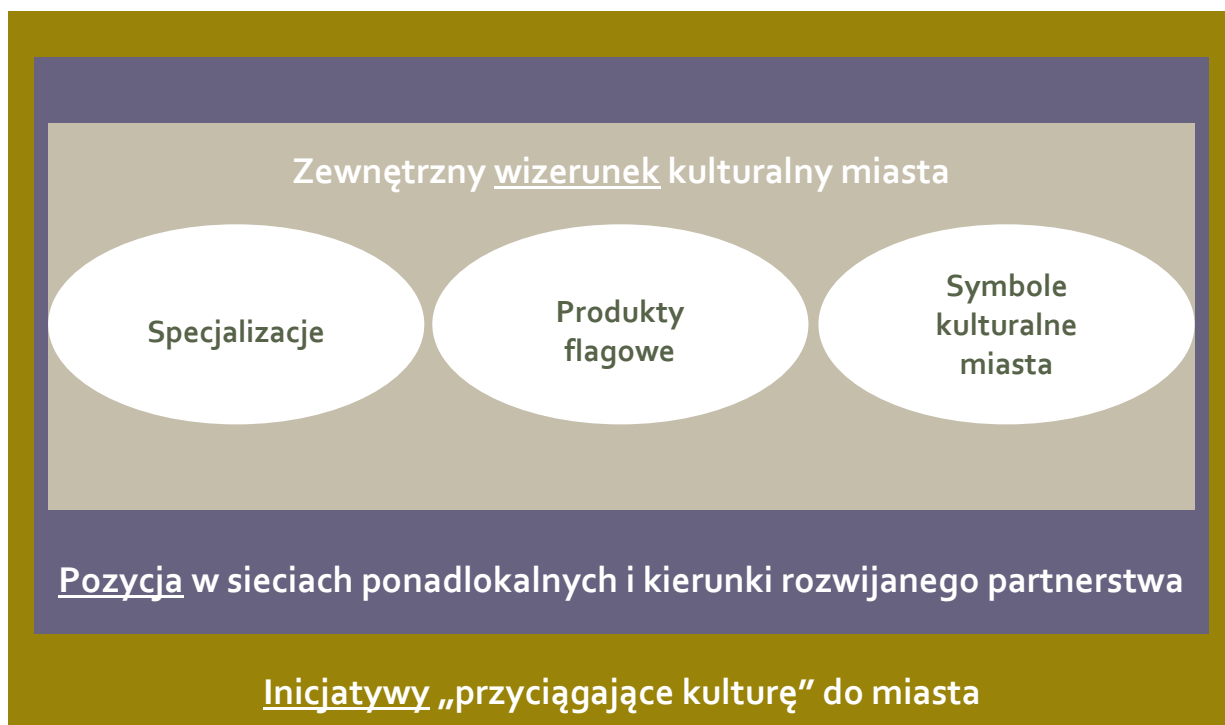 Zewnętrzny wizerunek kulturalny miasta
Specjalizacje
Produkty
flagowe
Symbole
kulturalne
miasta
Pozycja w sieciach ponadlokalnych i kierunki rozwijanego partnerstwa
Inicjatywy „przyciągające kulturę” do miasta